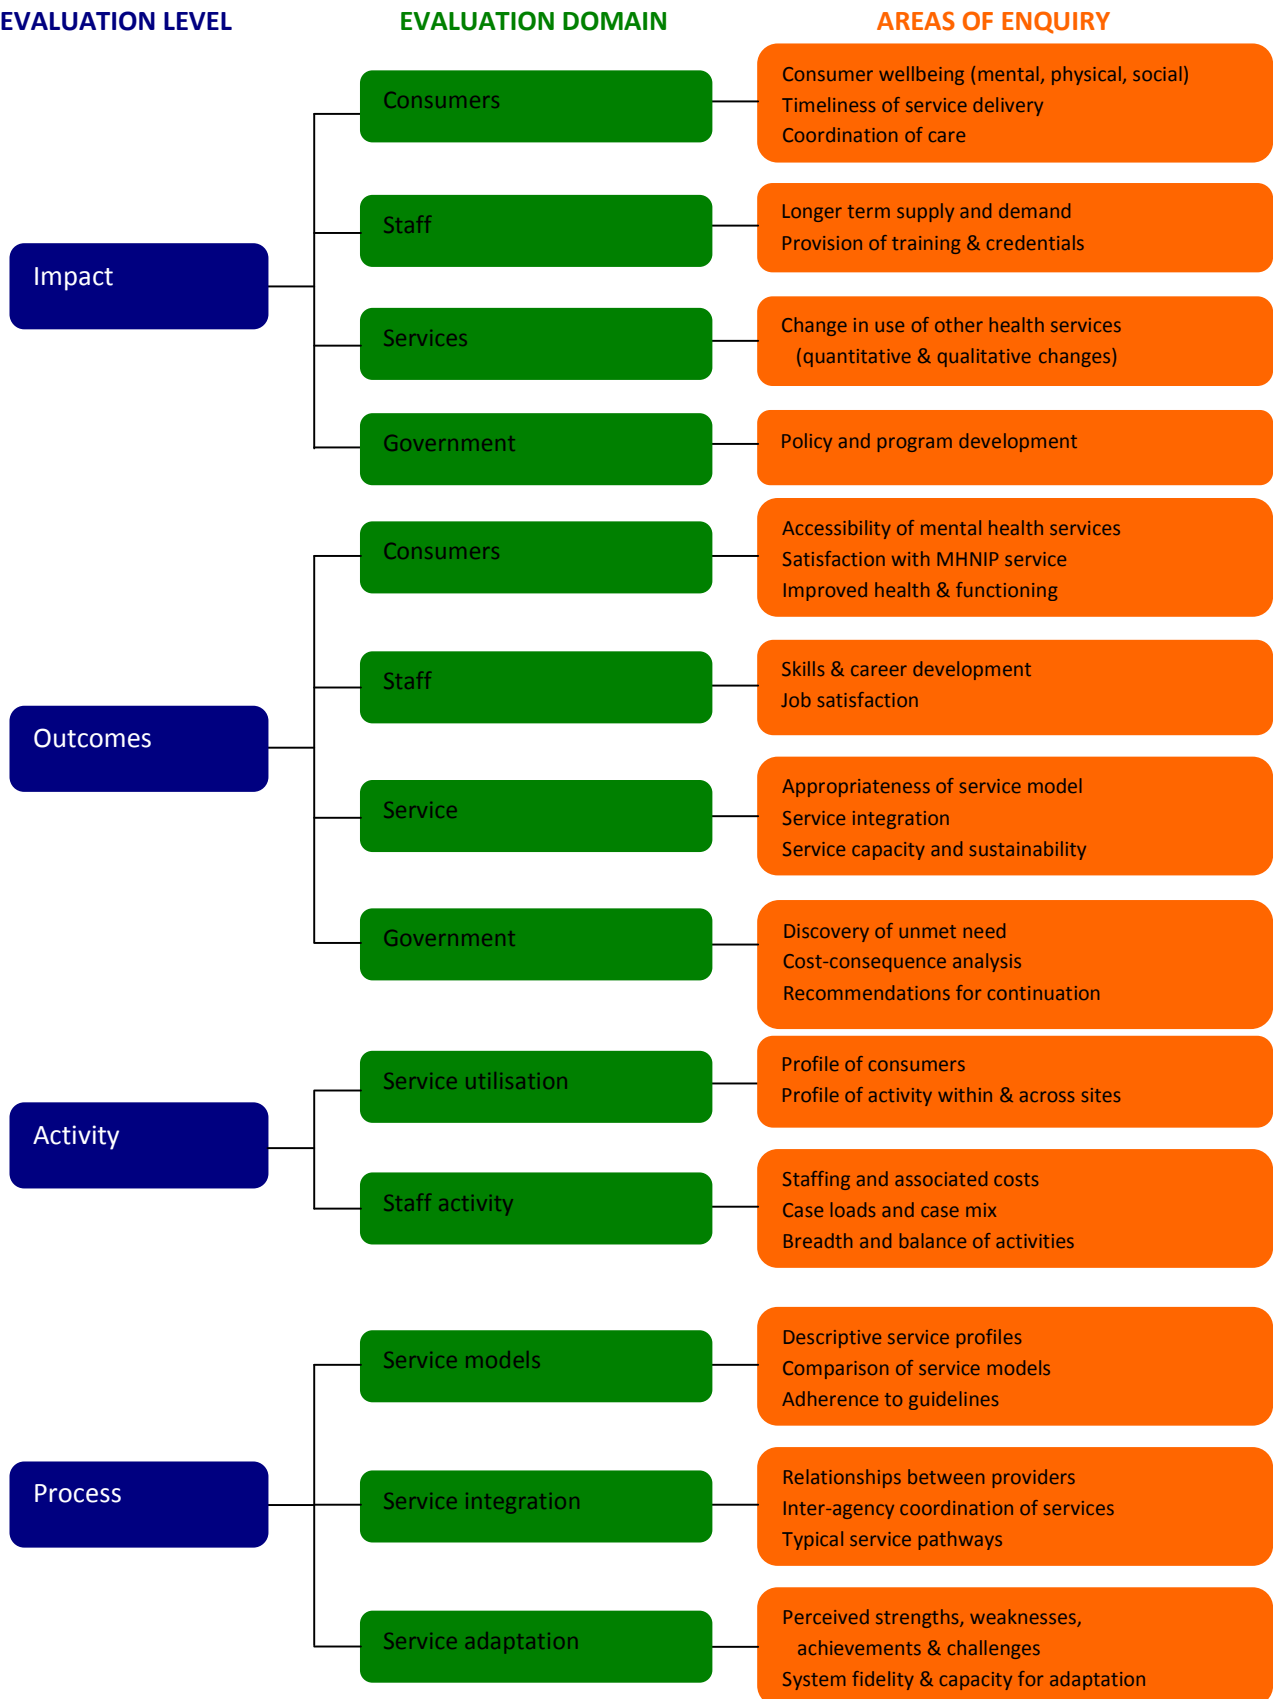 EVALUATION LEVEL
EVALUATION DOMAIN
AREAS OF ENQUIRY
Impact
Consumers
Consumer wellbeing (mental, physical, social)
Timeliness of service delivery
Coordination of care
Staff
Longer term supply and demand
Provision of training & credentials
Services
Change in use of other health services
(quantitative & qualitative changes)
Government
Policy and program development
Outcomes
Consumers
Accessibility of mental health services
Satisfaction with MHNIP service
Improved health & functioning
Staff
Skills & career development
Job satisfaction
Service
Appropriateness of service model
Service integration
Service capacity and sustainability
Government
Discovery of unmet need
Cost-consequence analysis
Recommendations for continuation
Activity
Service utilisation
Profile of consumers
Profile of activity within & across sites
Staff activity
Staffing and associated costs
Case loads and case mix
Breadth and balance of activities
Process
Service models
Descriptive service profiles
Comparison of service models
Adherence to guidelines
Service integration
Relationships between providers
Inter-agency coordination of services
Typical service pathways
Service adaptation
Perceived strengths, weaknesses,
achievements & challenges
System fidelity & capacity for adaptation